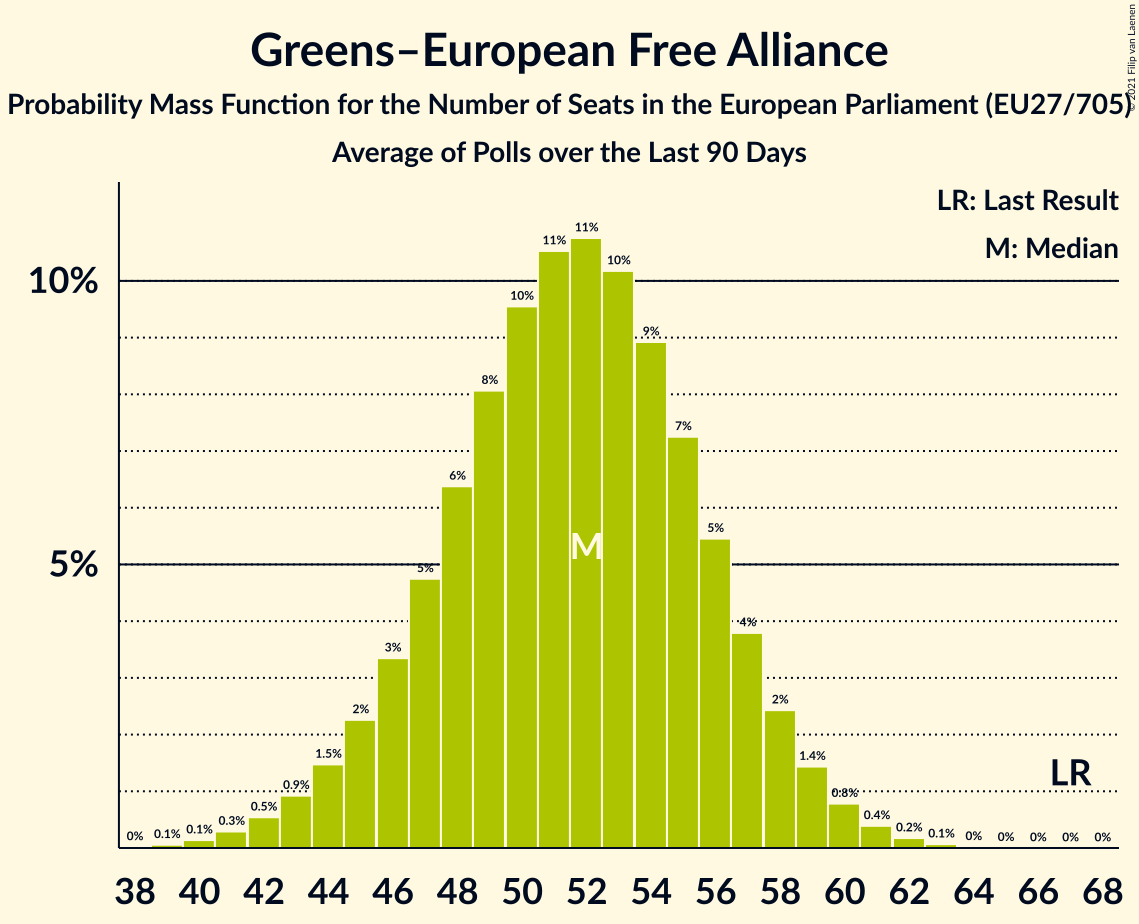 © 2021 Filip van Laenen
Greens–European Free Alliance
Probability Mass Function for the Number of Seats in the European Parliament (EU27/705)
Average of Polls over the Last 90 Days
LR: Last Result
M: Median
10%
5%
0% 0.1% 0.1% 0.3% 0.5% 0.9% 1.5% 2% 3% 5% 6% 8% 10% 11% 11% 10% 9% 7% 5% 4% 2% 1.4% 0.8% 0.4% 0.2% 0.1% 0% 0% 0% 0% 0%
M
LR
38 40 42 44 46 48 50 52 54 56 58 60 62 64 66 68